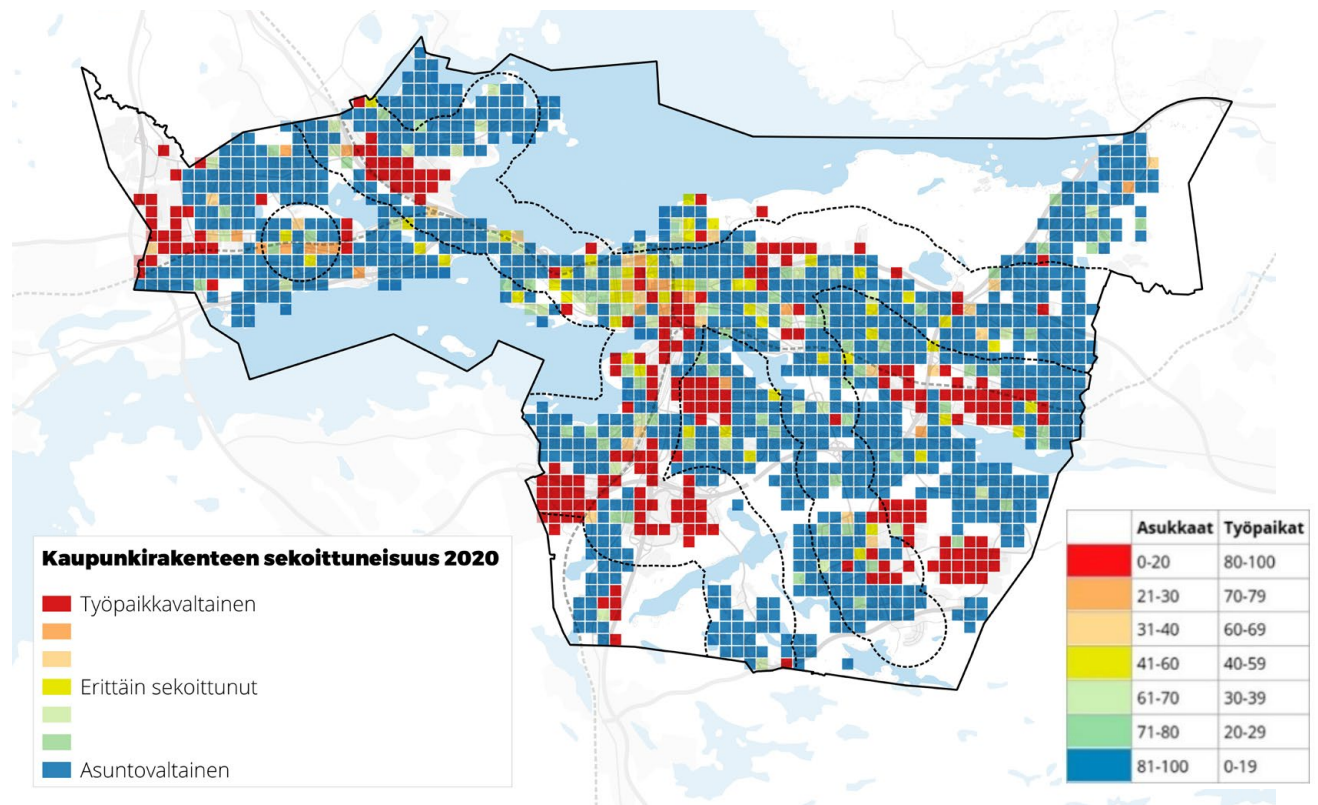 Kaupunkirakenteen sekoittuneisuus 2020
Työpaikkavaltainen
Erittäin sekoittunut
Asuntovaltainen
Asukkaat Työpaikat
0-20 80-100
21-30 70-79
31-40 60-69
41-60 40-59
61-70 30-39
71-80 20-29
81-100 0-19